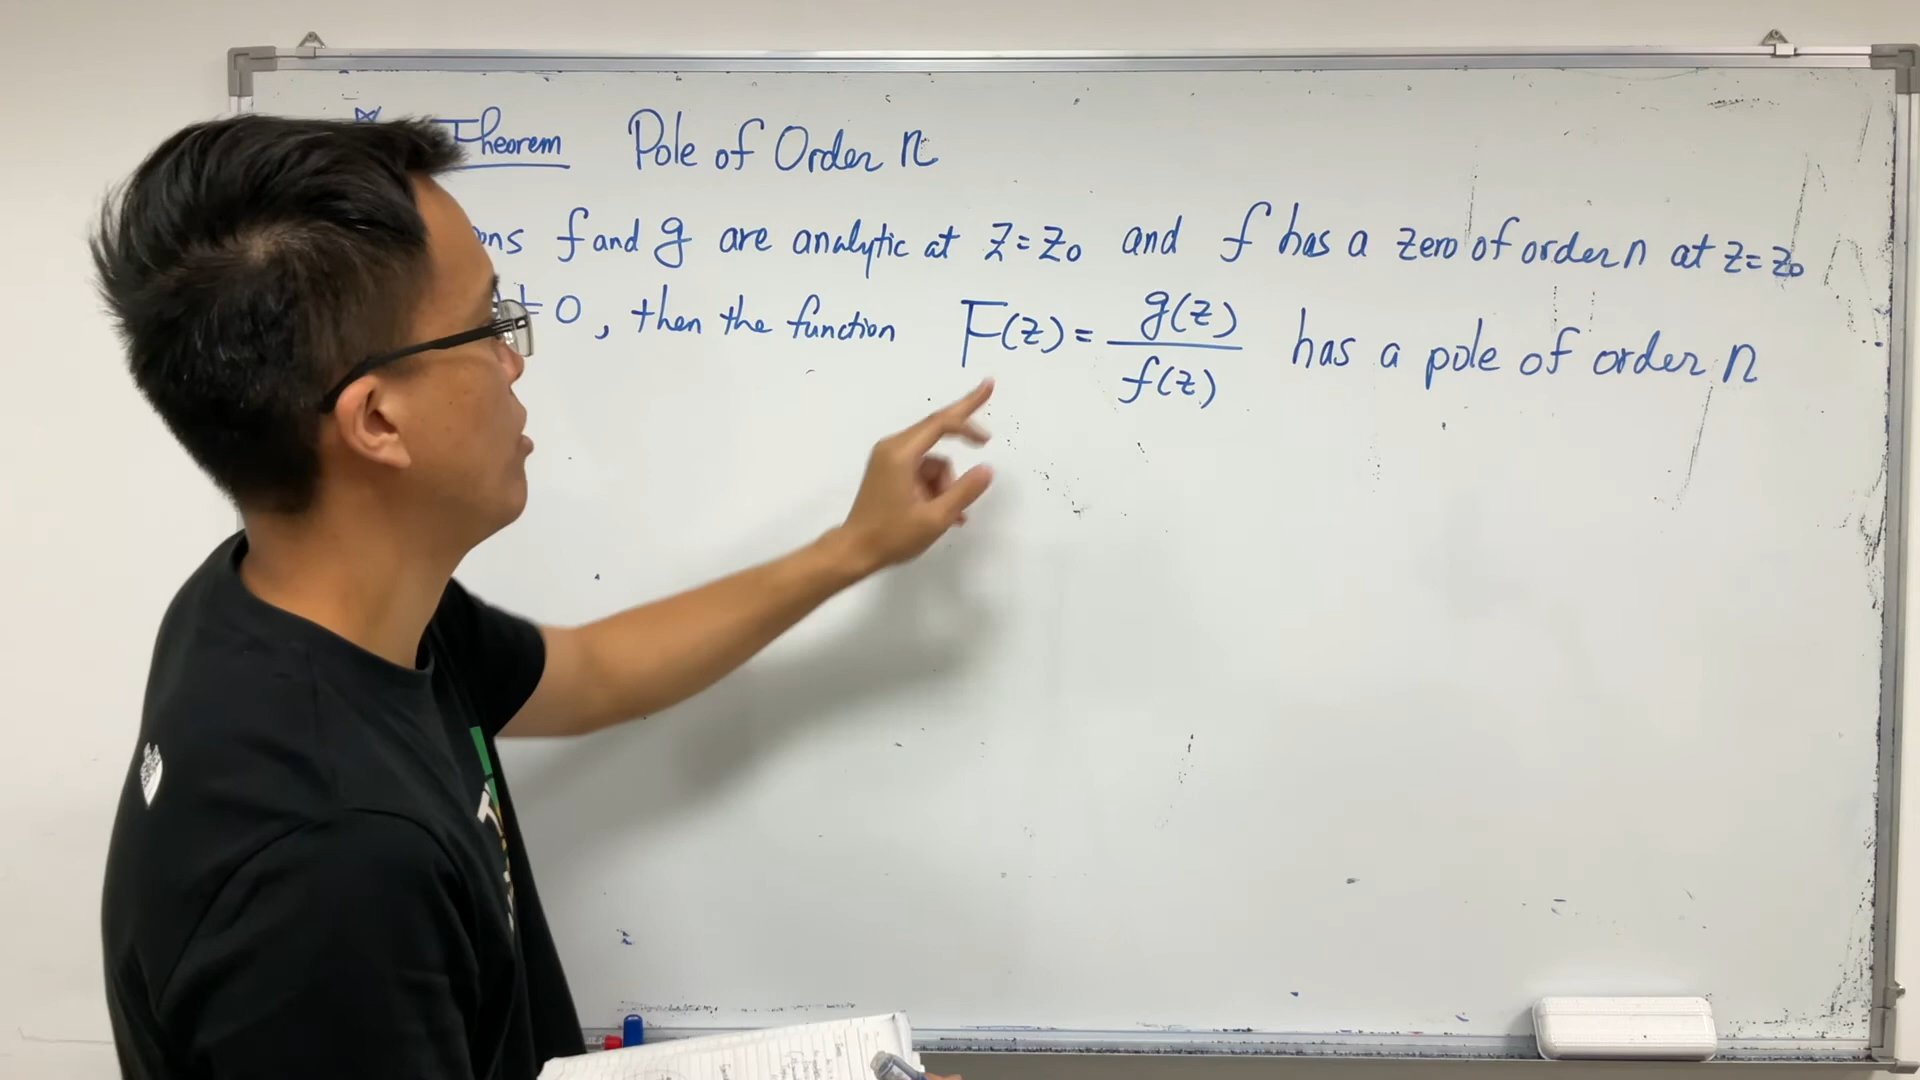 Theorem Pole of Order n
ons f and g are analytic at z=z₀ and f has a zero of order n at z=z₀
≠0, then the function F(z) = g(z)/f(z) has a pole of order n